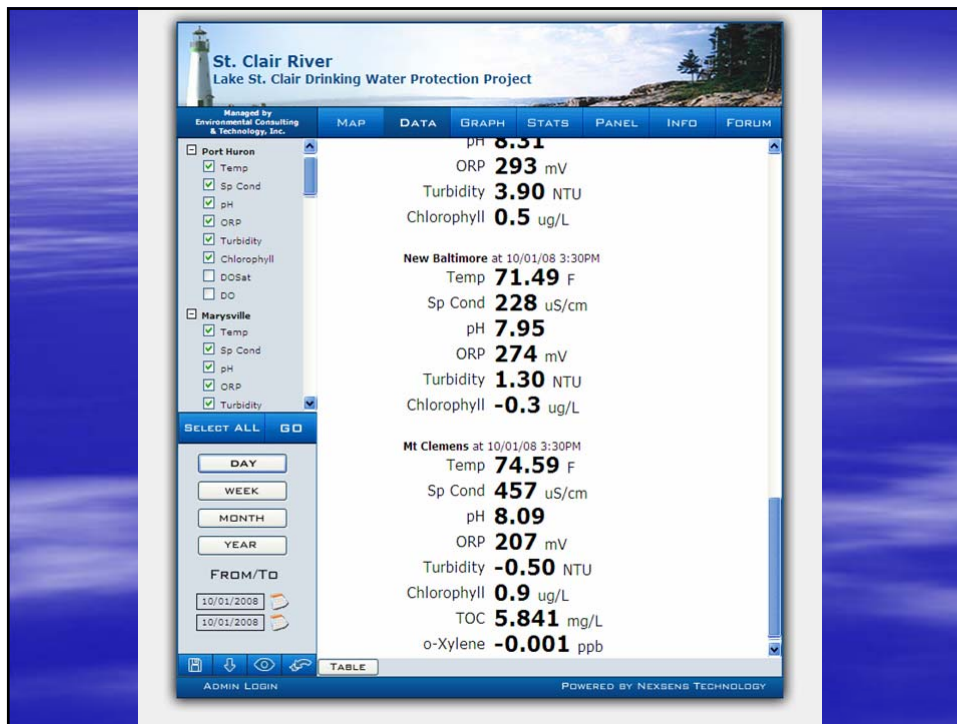 St. Clair River
Lake St. Clair Drinking Water Protection Project
Managed by
Environmental Consulting
& Technology, Inc.
MAP DATA GRAPH STATS PANEL INFO FORUM
Port Huron
Temp
Sp Cond
pH
ORP
Turbidity
Chlorophyll
DOSat
DO
Marysville
Temp
Sp Cond
pH
ORP
Turbidity
SELECT ALL GO
DAY
WEEK
MONTH
YEAR
FROM/TO
10/01/2008
10/01/2008
pH 8.31
ORP 293 mV
Turbidity 3.90 NTU
Chlorophyll 0.5 ug/L
New Baltimore at 10/01/08 3:30PM
Temp 71.49 F
Sp Cond 228 uS/cm
pH 7.95
ORP 274 mV
Turbidity 1.30 NTU
Chlorophyll -0.3 ug/L
Mt Clemens at 10/01/08 3:30PM
Temp 74.59 F
Sp Cond 457 uS/cm
pH 8.09
ORP 207 mV
Turbidity -0.50 NTU
Chlorophyll 0.9 ug/L
TOC 5.841 mg/L
o-Xylene -0.001 ppb
TABLE
ADMIN LOGIN POWERED BY NEXSENS TECHNOLOGY